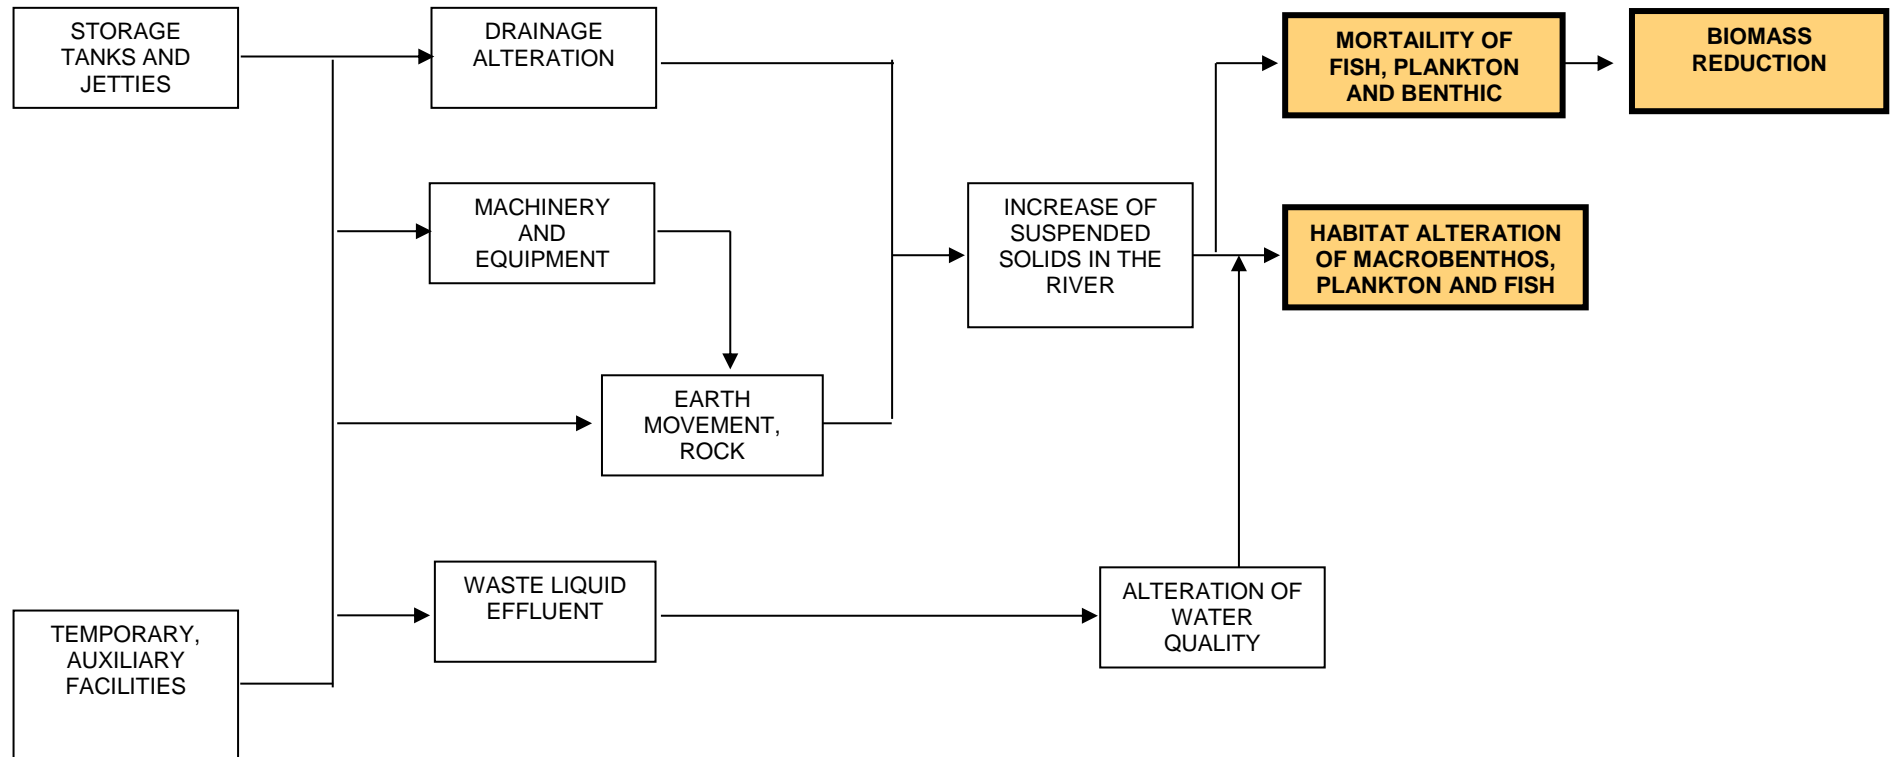 STORAGE
TANKS AND
JETTIES
DRAINAGE
ALTERATION
MORTAILITY OF
FISH, PLANKTON
AND BENTHIC
BIOMASS
REDUCTION
MACHINERY
AND
EQUIPMENT
INCREASE OF
SUSPENDED
SOLIDS IN THE
RIVER
HABITAT ALTERATION
OF MACROBENTHOS,
PLANKTON AND FISH
EARTH
MOVEMENT,
ROCK
WASTE LIQUID
EFFLUENT
ALTERATION OF
WATER
QUALITY
TEMPORARY,
AUXILIARY
FACILITIES